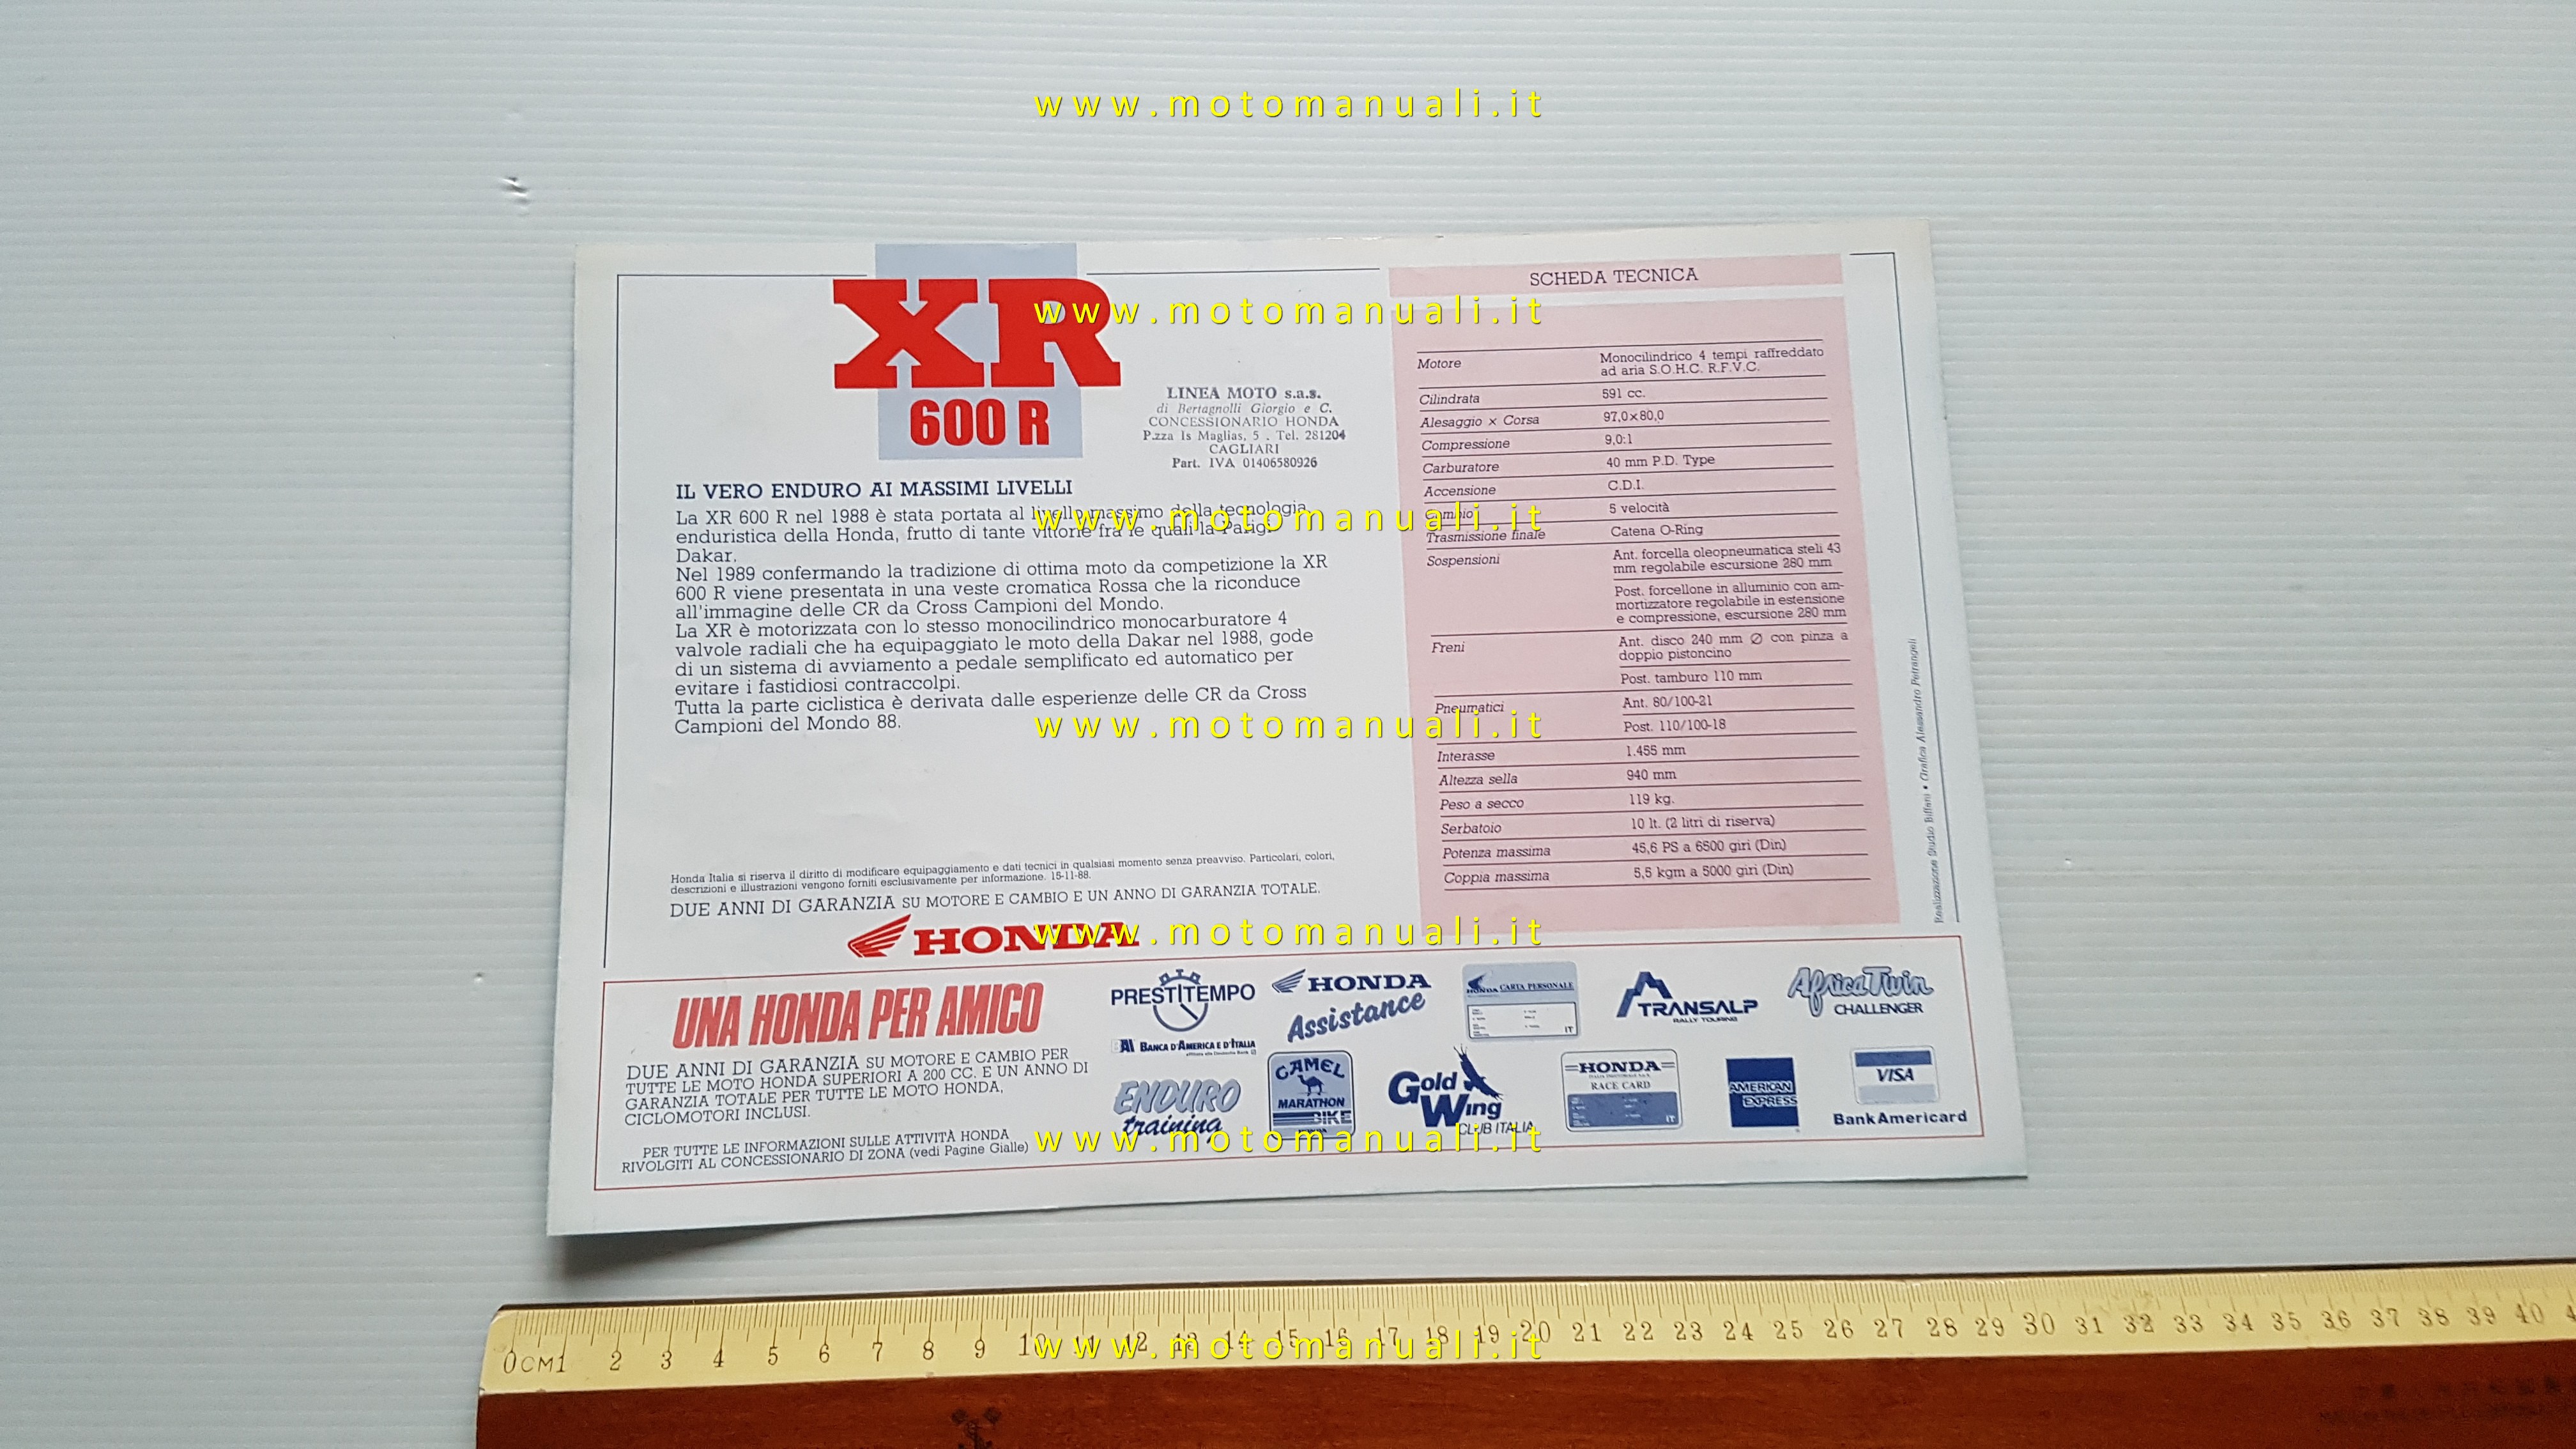 www.motomanuali.it
XR
600 R
www.motomanuali.it
LINEA MOTO s.a.s.
di Bertagnolli Giorgio e C.
CONCESSIONARIO HONDA
P.zza Is Maglias, 5 . Tel. 281204
CAGLIARI
Part. IVA 01406580926
IL VERO ENDURO AI MASSIMI LIVELLI
La XR 600 R nel 1988 è stata portata al livello massimo della tecnologia
enduristica della Honda, frutto di tante vittorie fra le quali la Parigi
Dakar.
www.motomanuali.it
Nel 1989 confermando la tradizione di ottima moto da competizione la XR
600 R viene presentata in una veste cromatica Rossa che la riconduce
all'immagine delle CR da Cross Campioni del Mondo.
La XR è motorizzata con lo stesso monocilindrico monocarburatore 4
valvole radiali che ha equipaggiato le moto della Dakar nel 1988, gode
di un sistema di avviamento a pedale semplificato ed automatico per
evitare i fastidiosi contraccolpi.
Tutta la parte ciclistica è derivata dalle esperienze delle CR da Cross
Campioni del Mondo 88.
www.motomanuali.it
Honda Italia si riserva il diritto di modificare equipaggiamento e dati tecnici in qualsiasi momento senza preavviso. Particolari, colori,
descrizioni e illustrazioni vengono forniti esclusivamente per informazione. 15-11-88.
DUE ANNI DI GARANZIA SU MOTORE E CAMBIO E UN ANNO DI GARANZIA TOTALE.
HONDA
www.motomanuali.it
SCHEDA TECNICA
Motore Monocilindrico 4 tempi raffreddato
ad aria S.O.H.C. R.F.V.C.
Cilindrata 591 cc.
Alesaggio × Corsa 97,0×80,0
Compressione 9,0:1
Carburatore 40 mm P.D. Type
Accensione C.D.I.
Cambio 5 velocità
Trasmissione finale Catena O-Ring
Sospensioni Ant. forcella oleopneumatica steli 43
mm regolabile escursione 280 mm
Post. forcellone in alluminio con am-
mortizzatore regolabile in estensione
e compressione, escursione 280 mm
Freni Ant. disco 240 mm ∅ con pinza a
doppio pistoncino
Post. tamburo 110 mm
Pneumatici Ant. 80/100-21
Post. 110/100-18
Interasse 1.455 mm
Altezza sella 940 mm
Peso a secco 119 kg.
Serbatoio 10 lt. (2 litri di riserva)
Potenza massima 45,6 PS a 6500 giri (Din)
Coppia massima 5,5 kgm a 5000 giri (Din)
Realizzazione Studio • Grafica Alessandro Petrangeli
UNA HONDA PER AMICO
DUE ANNI DI GARANZIA SU MOTORE E CAMBIO PER
TUTTE LE MOTO HONDA SUPERIORI A 200 CC. E UN ANNO DI
GARANZIA TOTALE PER TUTTE LE MOTO HONDA,
CICLOMOTORI INCLUSI.
PER TUTTE LE INFORMAZIONI SULLE ATTIVITÀ HONDA
RIVOLGITI AL CONCESSIONARIO DI ZONA (vedi Pagine Gialle)
PRESTITEMPO
BAI BANCA D'AMERICA E D'ITALIA
HONDA
Assistance
HONDA CARTA PERSONALE
IT
TRANSALP
RALLY TOURING
Africa Twin
CHALLENGER
ENDURO
training
CAMEL
MARATHON
BIKE
Gold
Wing
CLUB ITALIA
HONDA
RACE CARD
IT
AMERICAN
EXPRESS
VISA
BankAmericard
www.motomanuali.it
0CM1 2 3 4 5 6 7 8 9 10 11 12 13 14 15 16 17 18 19 20 21 22 23 24 25 26 27 28 29 30 31 32 33 34 35 36 37 38 39 40
www.motomanuali.it